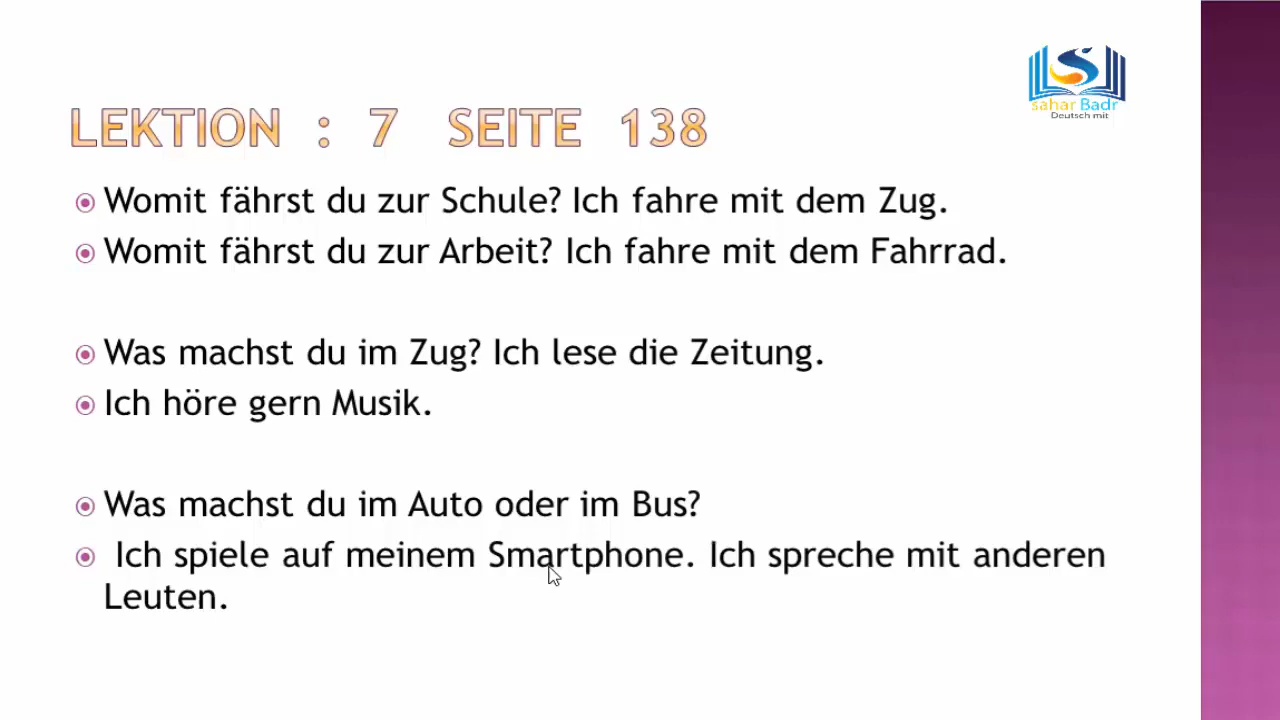 sahar Badr
Deutsch mit
LEKTION : 7 SEITE 138
Womit fährst du zur Schule? Ich fahre mit dem Zug.
Womit fährst du zur Arbeit? Ich fahre mit dem Fahrrad.
Was machst du im Zug? Ich lese die Zeitung.
Ich höre gern Musik.
Was machst du im Auto oder im Bus?
Ich spiele auf meinem Smartphone. Ich spreche mit anderen
Leuten.